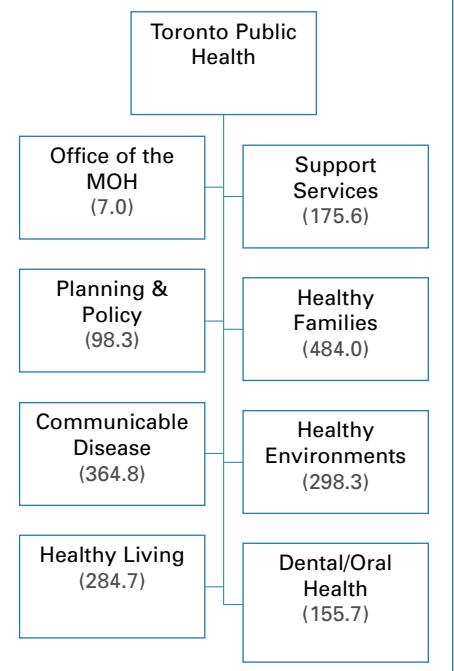 Toronto Public
Health
Office of the
MOH
(7.0)
Support
Services
(175.6)
Planning &
Policy
(98.3)
Healthy
Families
(484.0)
Communicable
Disease
(364.8)
Healthy
Environments
(298.3)
Healthy Living
(284.7)
Dental/Oral
Health
(155.7)